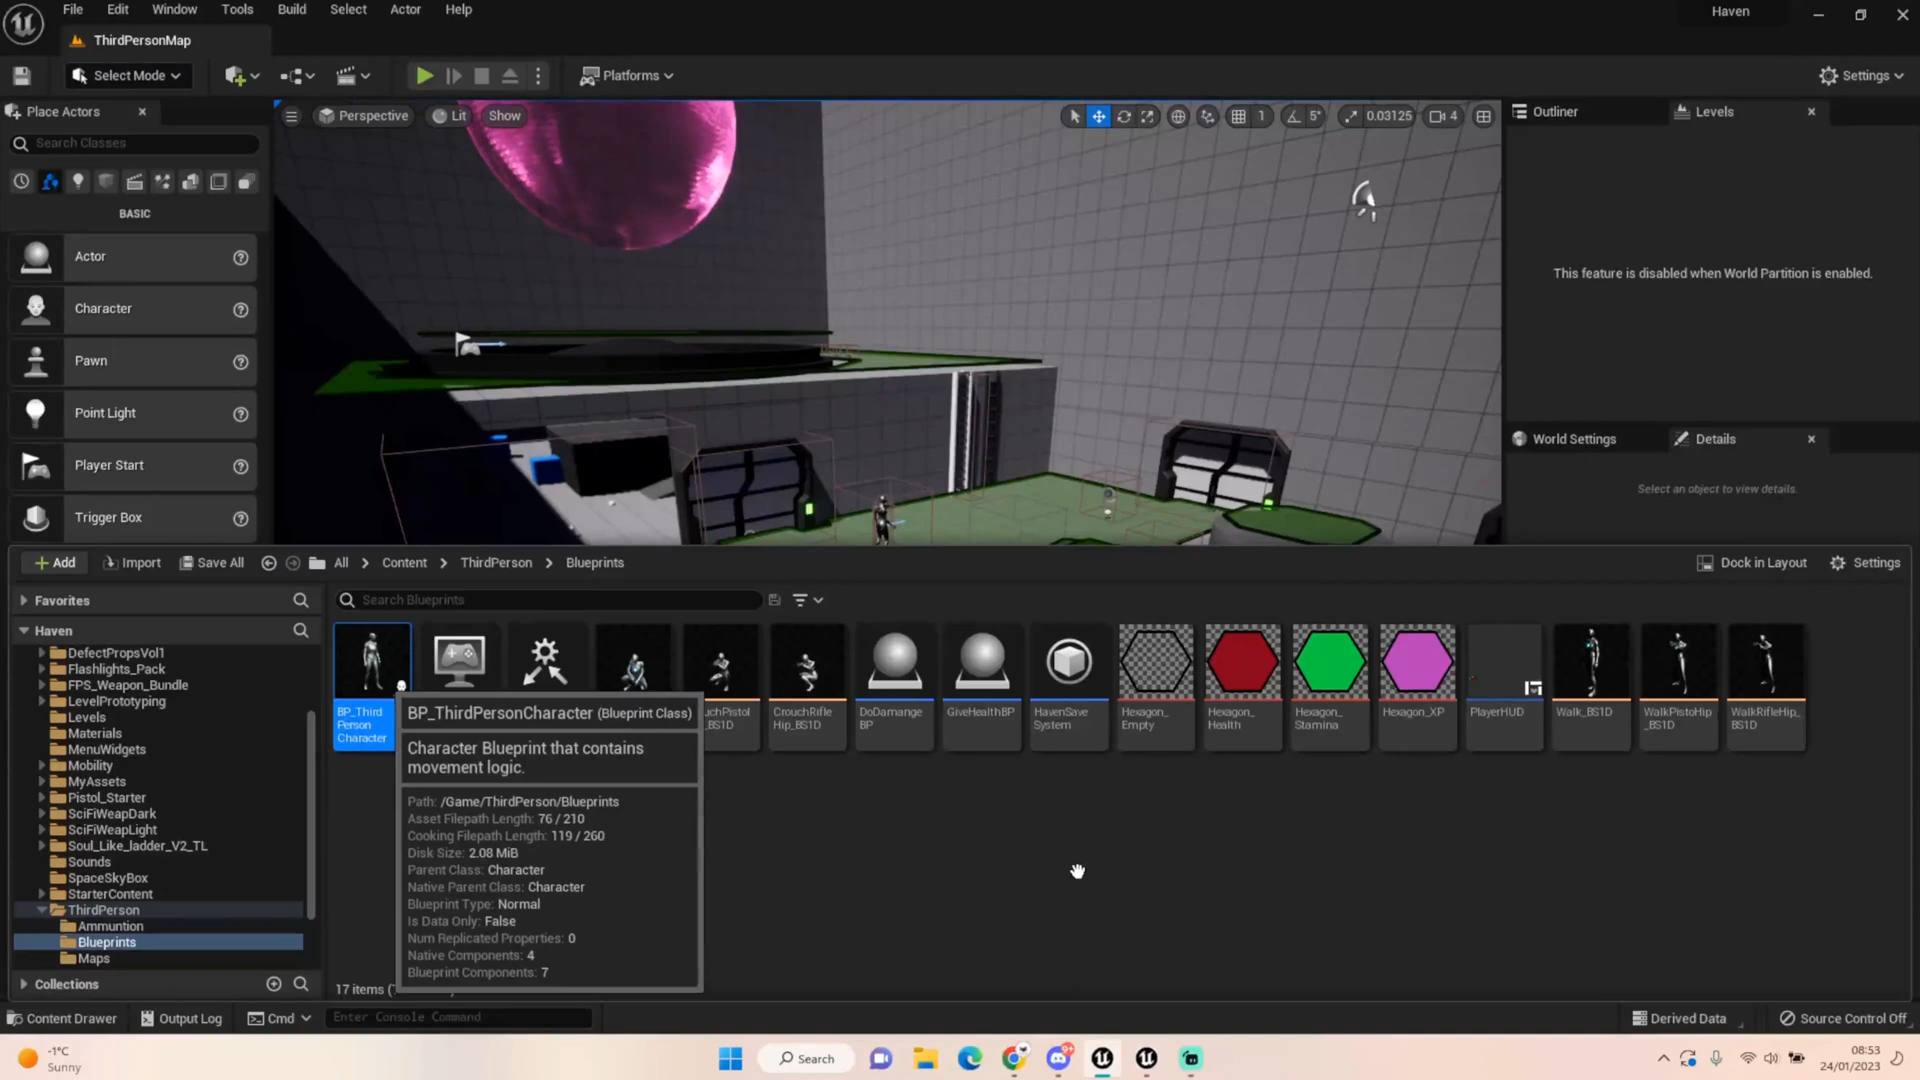 File Edit Window Tools Build Select Actor Help Haven
ThirdPersonMap
Select Mode Platforms Settings
Place Actors
Search Classes
BASIC
Actor
Character
Pawn
Point Light
Player Start
Trigger Box
Perspective Lit Show 1 5° 0.03125 4
Outliner Levels
This feature is disabled when World Partition is enabled.
World Settings Details
Select an object to view details.
Add Import Save All All Content ThirdPerson Blueprints Dock in Layout Settings
Favorites
Haven
DefectPropsVol1
Flashlights_Pack
FPS_Weapon_Bundle
LevelPrototyping
Levels
Materials
MenuWidgets
Mobility
MyAssets
Pistol_Starter
SciFiWeapDark
SciFiWeapLight
Soul_Like_ladder_V2_TL
Sounds
SpaceSkyBox
StarterContent
ThirdPerson
Ammuntion
Blueprints
Maps
Collections
Search Blueprints
BP_Third
Person
Character
uchPistol
_BS1D
CrouchRifle
Hip_BS1D
DoDamange
BP
GiveHealthBP
HavenSave
System
Hexagon_
Empty
Hexagon_
Health
Hexagon_
Stamina
Hexagon_XP
PlayerHUD
Walk_BS1D
WalkPistoHip
_BS1D
WalkRifleHip_
BS1D
BP_ThirdPersonCharacter (Blueprint Class)
Character Blueprint that contains
movement logic.
Path: /Game/ThirdPerson/Blueprints
Asset Filepath Length: 76 / 210
Cooking Filepath Length: 119 / 260
Disk Size: 2.08 MiB
Parent Class: Character
Native Parent Class: Character
Blueprint Type: Normal
Is Data Only: False
Num Replicated Properties: 0
Native Components: 4
Blueprint Components: 7
17 items (
Content Drawer Output Log Cmd Enter Console Command Derived Data Source Control Off
-1°C
Sunny
Search
9+
08:53
24/01/2023